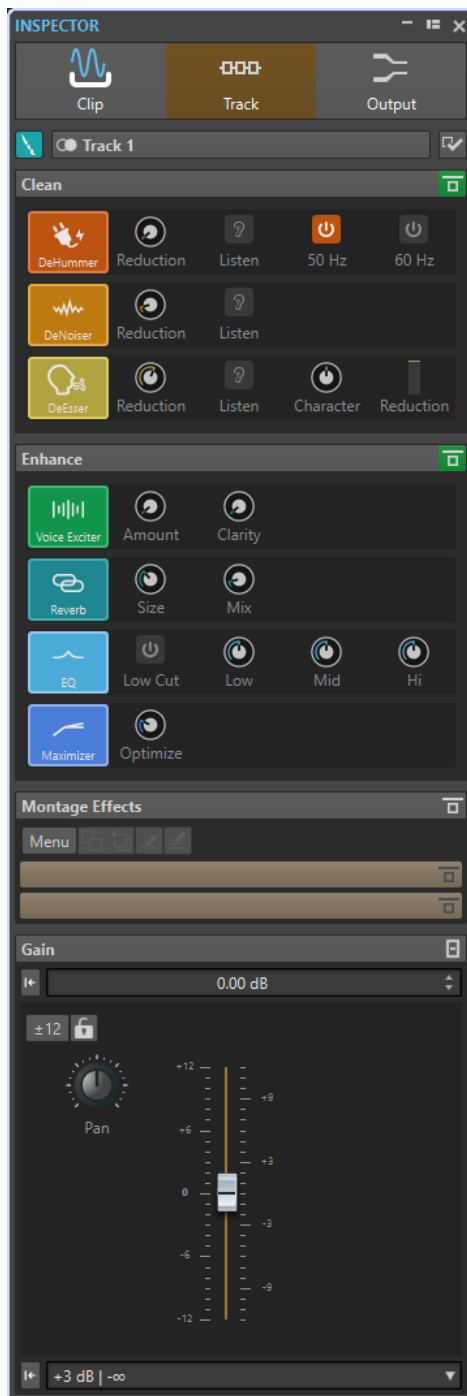 INSPECTOR
Clip Track Output
Track 1
Clean
DeHummer Reduction Listen 50 Hz 60 Hz
DeNoiser Reduction Listen
DeEsser Reduction Listen Character Reduction
Enhance
Voice Exciter Amount Clarity
Reverb Size Mix
EQ Low Cut Low Mid Hi
Maximizer Optimize
Montage Effects
Menu
Gain
0.00 dB
±12
+12
+9
Pan +6
+3
0
-3
-6
-9
-12
+3 dB | -∞